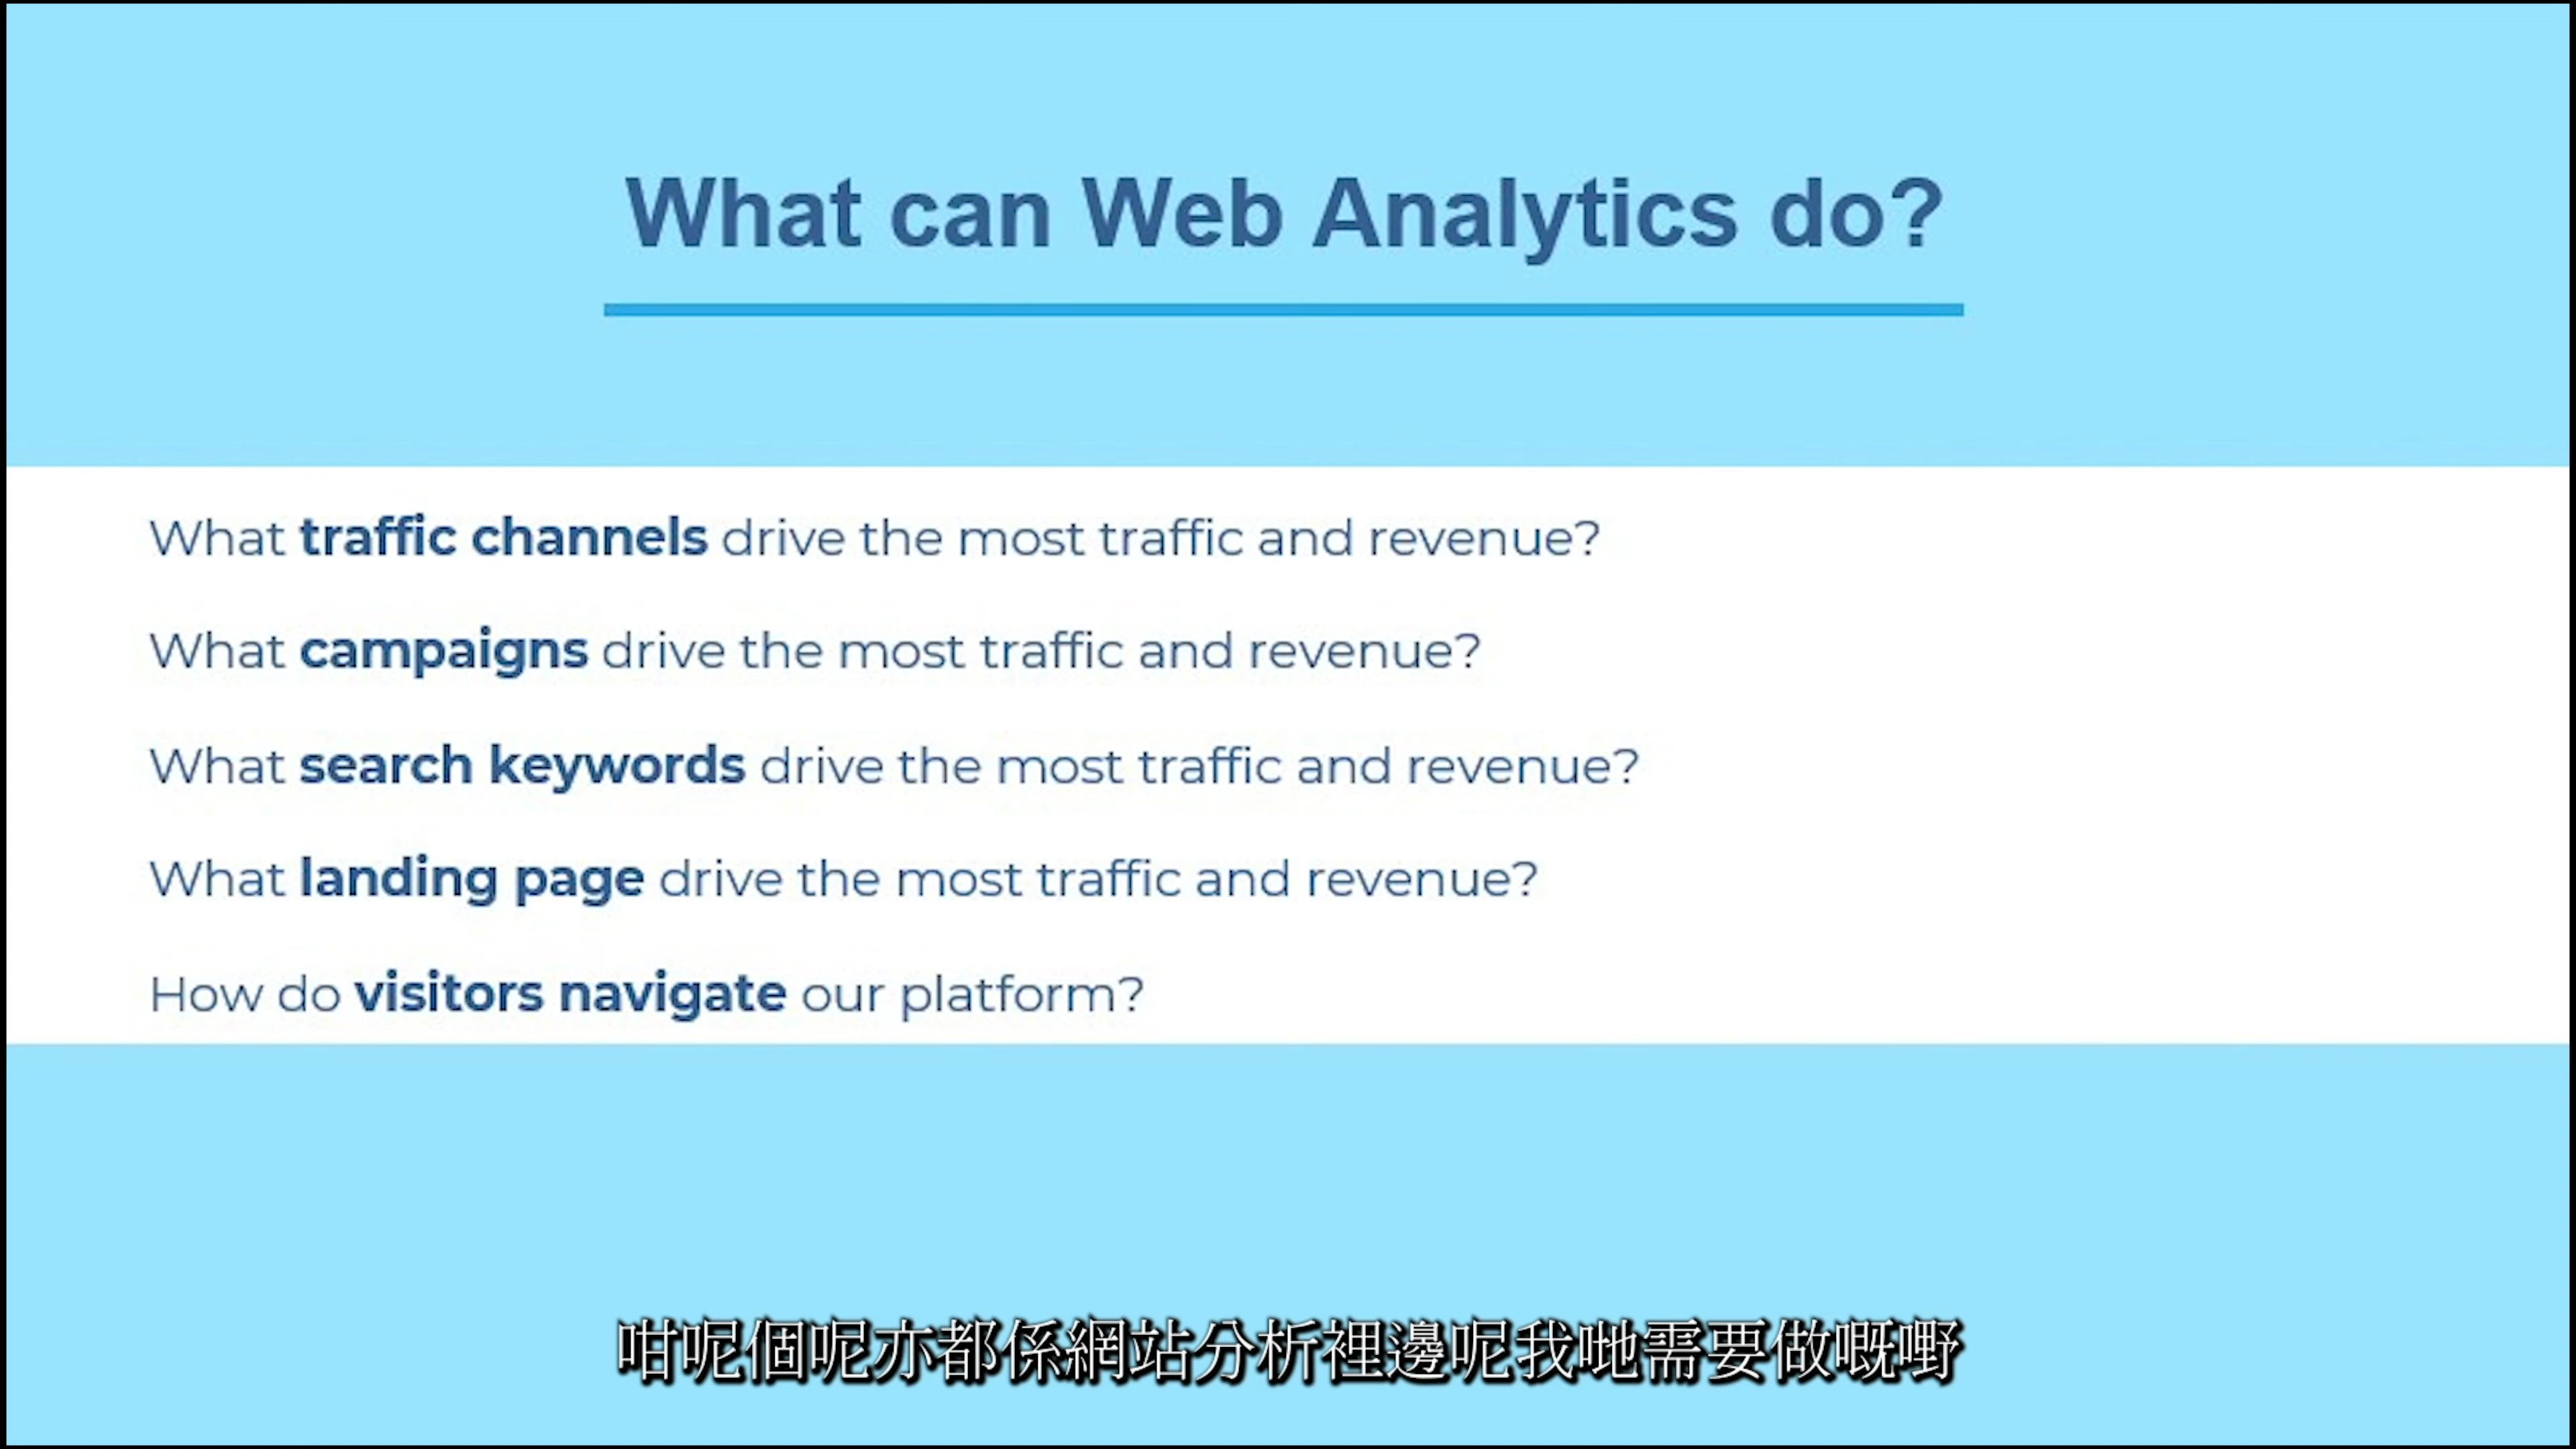 What can Web Analytics do?
What traffic channels drive the most traffic and revenue?
What campaigns drive the most traffic and revenue?
What search keywords drive the most traffic and revenue?
What landing page drive the most traffic and revenue?
How do visitors navigate our platform?
咁呢個呢亦都係網站分析裡邊呢我哋需要做嘅嘢